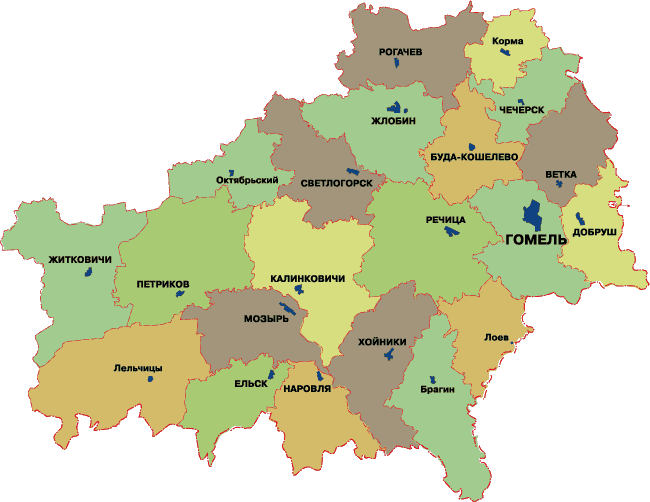 Корма
РОГАЧЕВ
ЧЕЧЕРСК
ЖЛОБИН
БУДА-КОШЕЛЕВО
ВЕТКА
Октябрьский
СВЕТЛОГОРСК
РЕЧИЦА
ДОБРУШ
ГОМЕЛЬ
ЖИТКОВИЧИ
КАЛИНКОВИЧИ
ПЕТРИКОВ
МОЗЫРЬ
Лоев
ХОЙНИКИ
Лельчицы
ЕЛЬСК
НАРОВЛЯ
Брагин